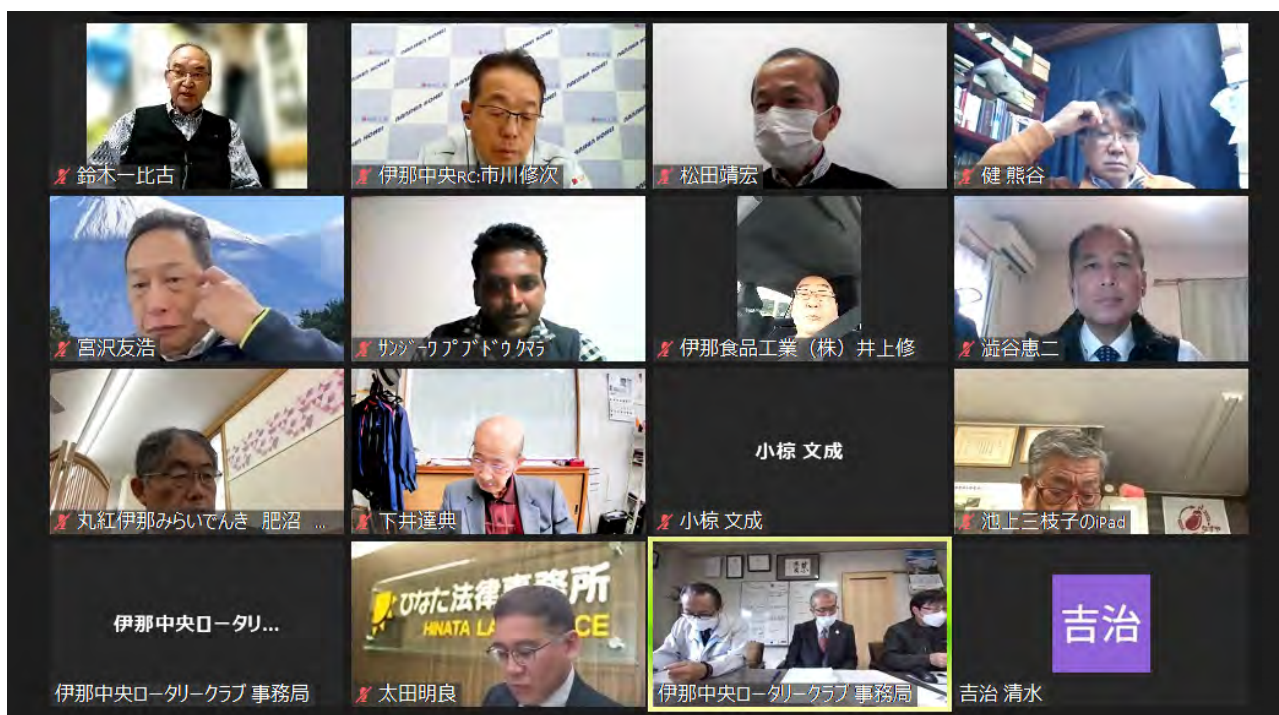 鈴木一比古
伊那中央RC:市川修次
松田靖宏
健 熊谷
宮沢友浩
ｻﾝｼﾞｰﾜ ﾌﾟﾌﾞﾄﾞｩ ｸﾏﾗ
伊那食品工業（株）井上修
澁谷恵二
丸紅伊那みらいでんき 肥沼 ...
下井達典
小椋 文成
小椋 文成
池上三枝子のiPad
伊那中央ロータリ...
伊那中央ロータリークラブ 事務局
ひなた法律事務所
HINATA LA CE
太田明良
伊那中央ロータリークラブ 事務局
吉治
吉治 清水